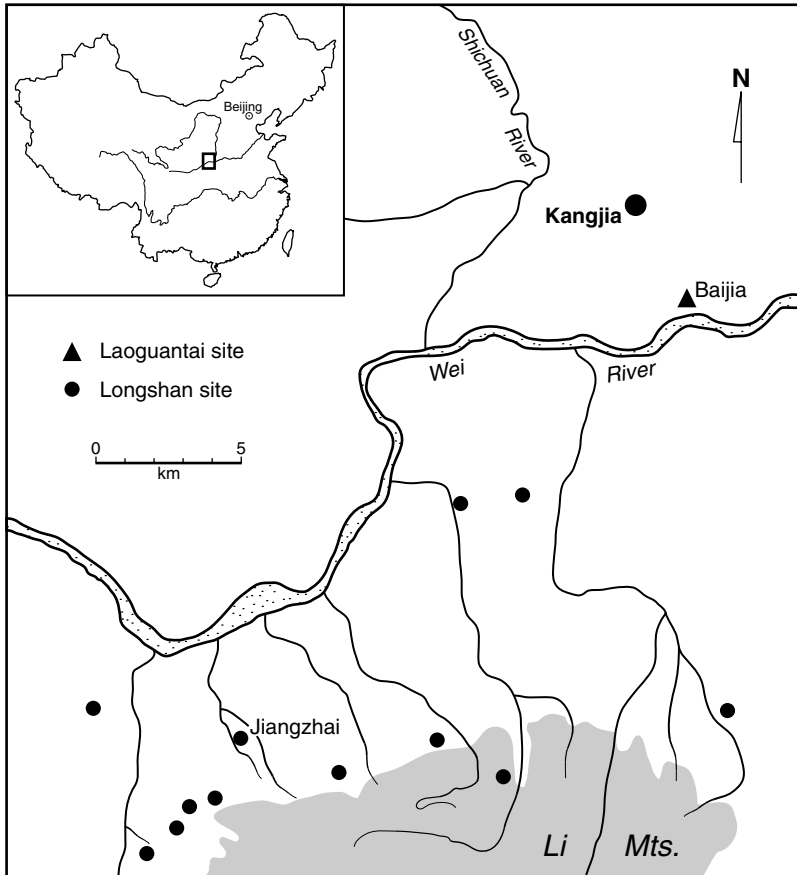 Beijing
Shichuan
River
N
Kangjia
Baijia
Laoguantai site
Longshan site
0 5
km
Wei
River
Jiangzhai
Li Mts.